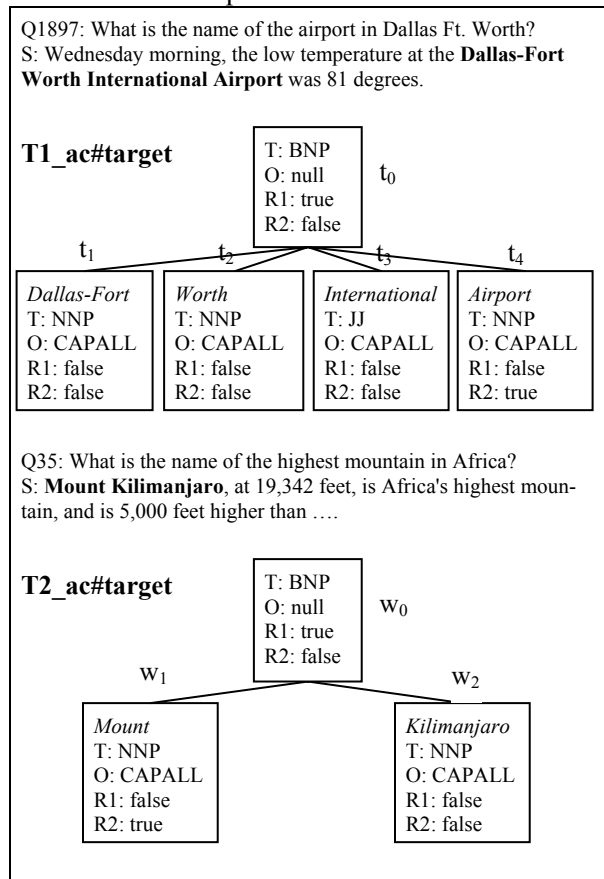 Q1897: What is the name of the airport in Dallas Ft. Worth?
S: Wednesday morning, the low temperature at the Dallas-Fort
Worth International Airport was 81 degrees.
T1_ac#target
T: BNP
O: null
R1: true
R2: false
t0
t1
t2
t3
t4
Dallas-Fort
T: NNP
O: CAPALL
R1: false
R2: false
Worth
T: NNP
O: CAPALL
R1: false
R2: false
International
T: JJ
O: CAPALL
R1: false
R2: false
Airport
T: NNP
O: CAPALL
R1: false
R2: true
Q35: What is the name of the highest mountain in Africa?
S: Mount Kilimanjaro, at 19,342 feet, is Africa's highest moun-
tain, and is 5,000 feet higher than ….
T2_ac#target
T: BNP
O: null
R1: true
R2: false
w0
w1
w2
Mount
T: NNP
O: CAPALL
R1: false
R2: true
Kilimanjaro
T: NNP
O: CAPALL
R1: false
R2: false